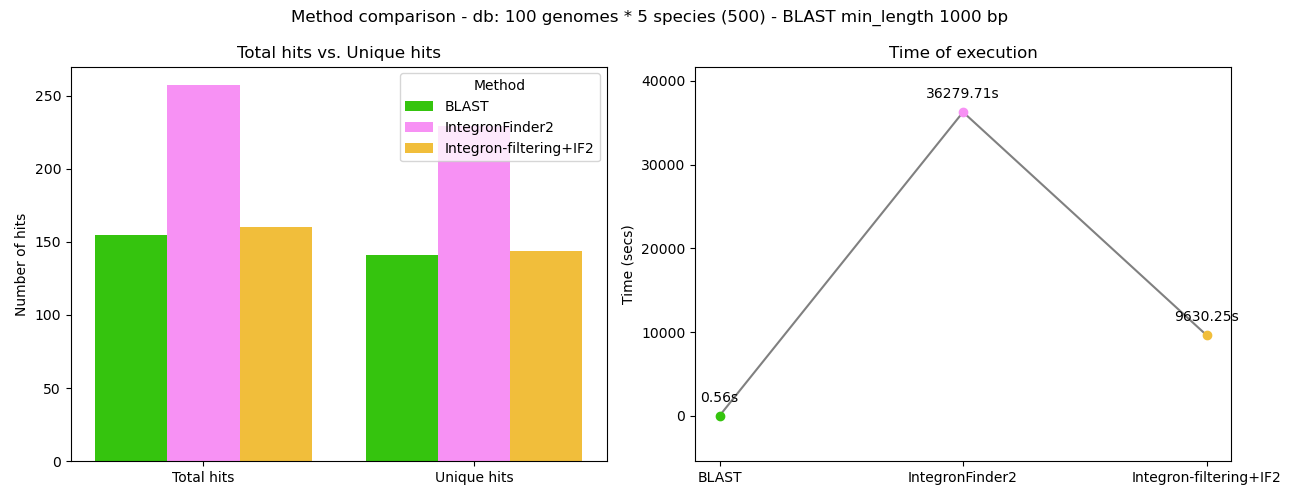 Method comparison - db: 100 genomes * 5 species (500) - BLAST min_length 1000 bp
Total hits vs. Unique hits
Number of hits
250
200
150
100
50
0
Total hits
Unique hits
Method
BLAST
IntegronFinder2
Integron-filtering+IF2
Time of execution
Time (secs)
40000
30000
20000
10000
0
36279.71s
9630.25s
0.56s
BLAST
IntegronFinder2
Integron-filtering+IF2